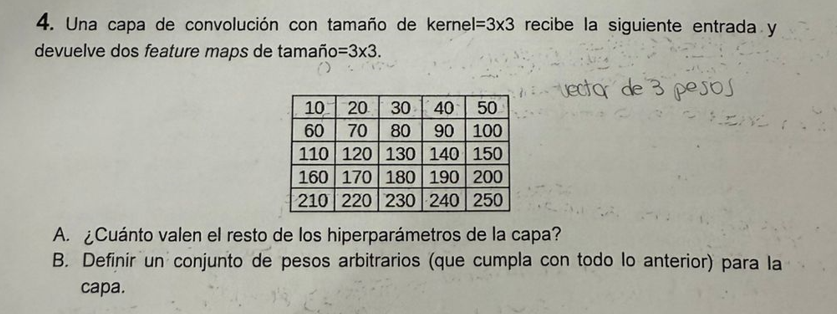 4. Una capa de convolución con tamaño de kernel=3x3 recibe la siguiente entrada y
devuelve dos feature maps de tamaño=3x3.
vector de 3 pesos
10 20 30 40 50
60 70 80 90 100
110 120 130 140 150
160 170 180 190 200
210 220 230 240 250
A. ¿Cuánto valen el resto de los hiperparámetros de la capa?
B. Definir un conjunto de pesos arbitrarios (que cumpla con todo lo anterior) para la
capa.